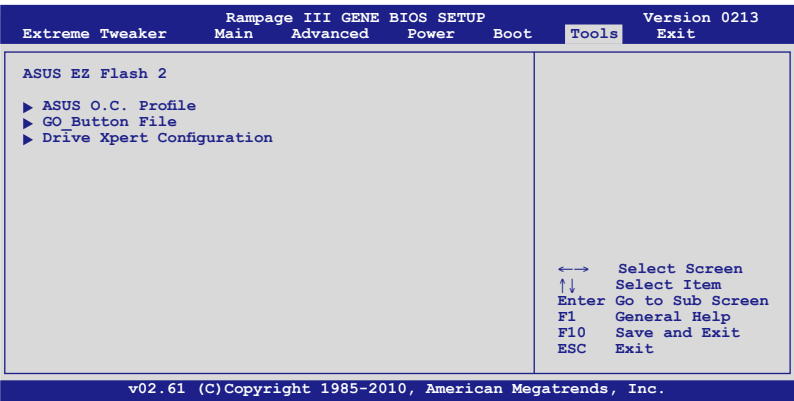 Rampage III GENE BIOS SETUP Version 0213
Extreme Tweaker Main Advanced Power Boot Tools Exit
ASUS EZ Flash 2
▶ ASUS O.C. Profile
▶ GO_Button File
▶ Drive Xpert Configuration
←→ Select Screen
↑↓ Select Item
Enter Go to Sub Screen
F1 General Help
F10 Save and Exit
ESC Exit
v02.61 (C)Copyright 1985-2010, American Megatrends, Inc.